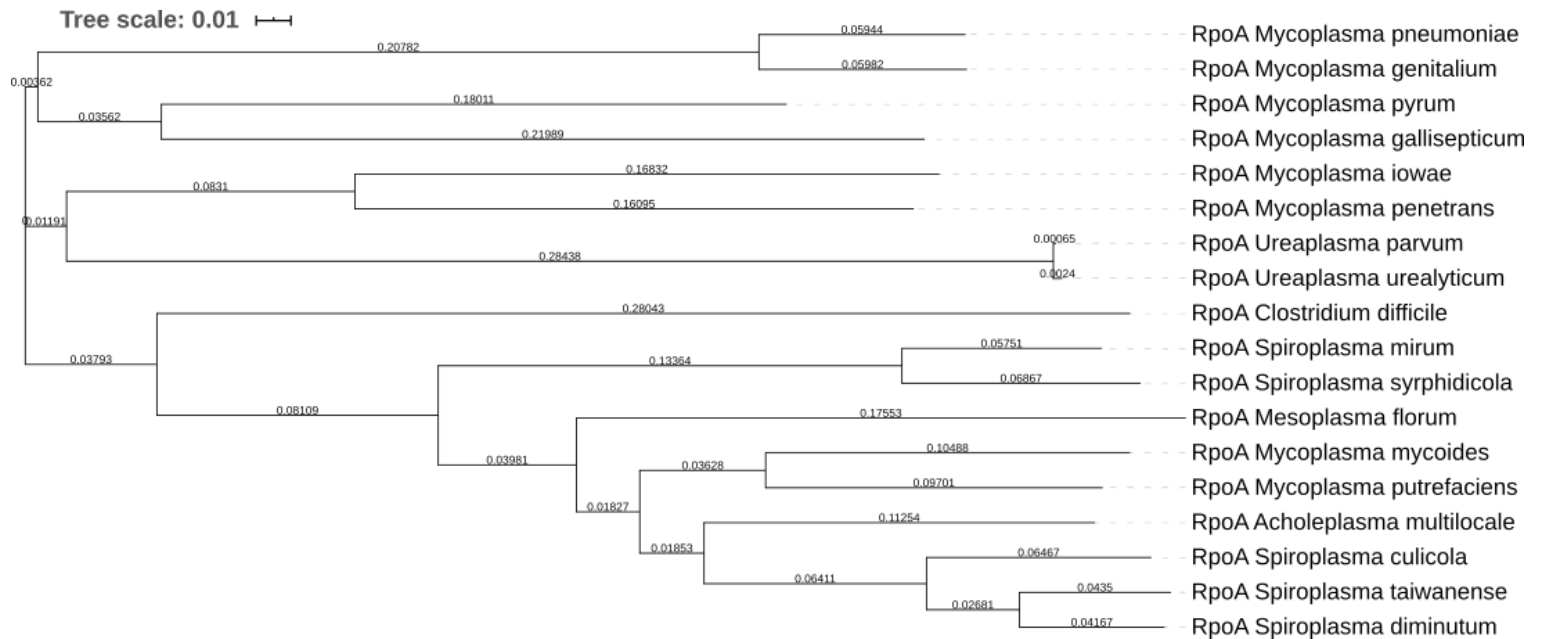 Tree scale: 0.01
0.05944
RpoA Mycoplasma pneumoniae
0.20782
0.05982
RpoA Mycoplasma genitalium
0.00362
0.18011
RpoA Mycoplasma pyrum
0.03562
0.21989
RpoA Mycoplasma gallisepticum
0.16832
RpoA Mycoplasma iowae
0.0831
0.16095
RpoA Mycoplasma penetrans
0.01191
0.00065
RpoA Ureaplasma parvum
0.28438
0.0024
RpoA Ureaplasma urealyticum
0.28043
RpoA Clostridium difficile
0.03793
0.05751
RpoA Spiroplasma mirum
0.13364
0.06867
RpoA Spiroplasma syrphidicola
0.08109
0.17553
RpoA Mesoplasma florum
0.03981
0.10488
RpoA Mycoplasma mycoides
0.03628
0.09701
RpoA Mycoplasma putrefaciens
0.01827
0.11254
RpoA Acholeplasma multilocale
0.01853
0.06467
RpoA Spiroplasma culicola
0.06411
0.0435
RpoA Spiroplasma taiwanense
0.02681
0.04167
RpoA Spiroplasma diminutum